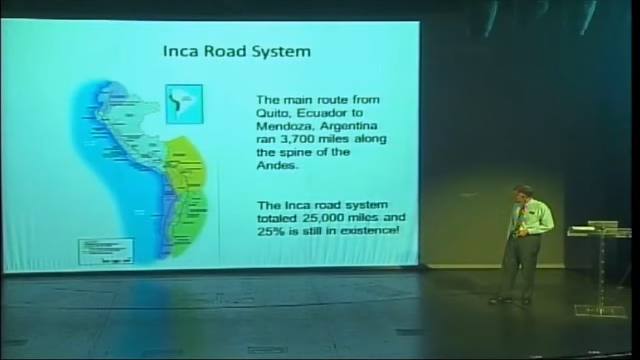 Inca Road System
The main route from
Quito, Ecuador to
Mendoza, Argentina
ran 3,700 miles along
the spine of the
Andes.
The Inca road system
totaled 25,000 miles and
25% is still in existence!